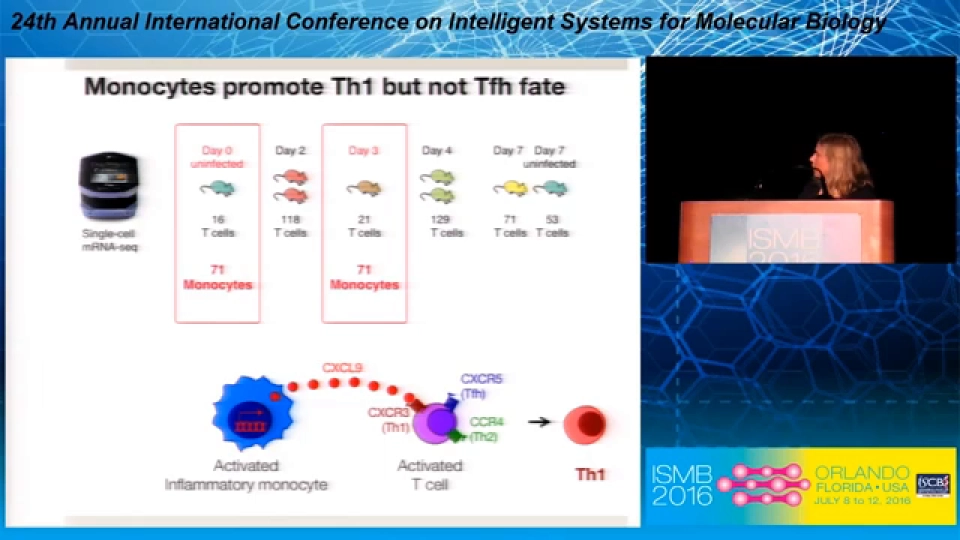 24th Annual International Conference on Intelligent Systems for Molecular Biology
Monocytes promote Th1 but not Tfh fate
Day 0
uninfected
Day 2
Day 3
Day 4
Day 7
Day 7
uninfected
16
T cells
118
T cells
21
T cells
129
T cells
71
T cells
53
T cells
Single-cell
mRNA-seq
71
Monocytes
71
Monocytes
CXCL9
CXCR5
(Tfh)
CXCR3
(Th1)
CCR4
(Th2)
Activated
Inflammatory monocyte
Activated
T cell
Th1
ISMB
2016
ISMB
2016
ORLANDO
FLORIDA • USA
JULY 8 to 12, 2016
ISCB